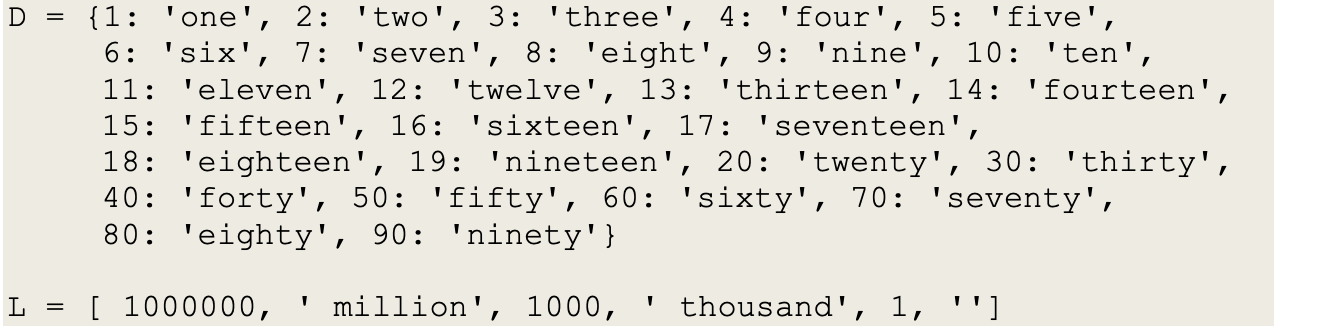 D = {1: 'one', 2: 'two', 3: 'three', 4: 'four', 5: 'five',
6: 'six', 7: 'seven', 8: 'eight', 9: 'nine', 10: 'ten',
11: 'eleven', 12: 'twelve', 13: 'thirteen', 14: 'fourteen',
15: 'fifteen', 16: 'sixteen', 17: 'seventeen',
18: 'eighteen', 19: 'nineteen', 20: 'twenty', 30: 'thirty',
40: 'forty', 50: 'fifty', 60: 'sixty', 70: 'seventy',
80: 'eighty', 90: 'ninety'}
L = [ 1000000, ' million', 1000, ' thousand', 1, '']